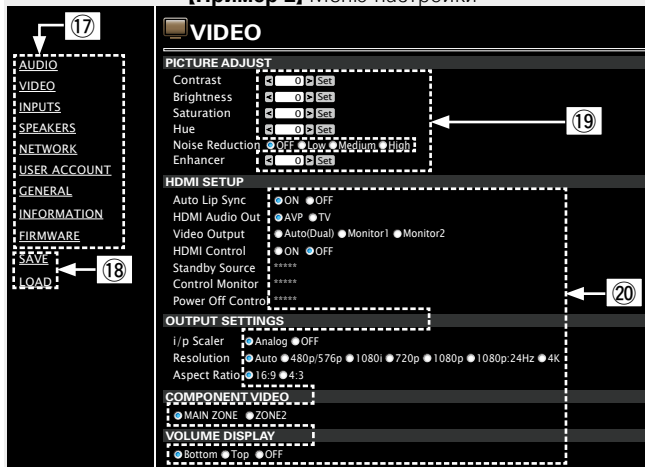 [Пример 2] Меню настройки
⑰
AUDIO
VIDEO
INPUTS
SPEAKERS
NETWORK
USER ACCOUNT
GENERAL
INFORMATION
FIRMWARE
SAVE
LOAD
⑱
VIDEO
PICTURE ADJUST
Contrast < 0 > Set
Brightness < 0 > Set
Saturation < 0 > Set
Hue < 0 > Set
Noise Reduction OFF Low Medium High
Enhancer < 0 > Set
⑲
HDMI SETUP
Auto Lip Sync ON OFF
HDMI Audio Out AVP TV
Video Output Auto(Dual) Monitor1 Monitor2
HDMI Control ON OFF
Standby Source *****
Control Monitor *****
Power Off Control *****
⑳
OUTPUT SETTINGS
i/p Scaler Analog OFF
Resolution Auto 480p/576p 1080i 720p 1080p 1080p:24Hz 4K
Aspect Ratio 16:9 4:3
COMPONENT VIDEO
MAIN ZONE ZONE2
VOLUME DISPLAY
Bottom Top OFF